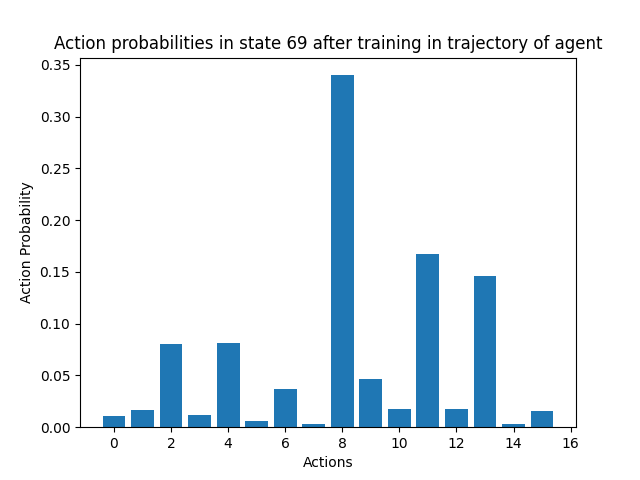 Action probabilities in state 69 after training in trajectory of agent
0.35
0.30
0.25
0.20
0.15
0.10
0.05
0.00
Action Probability
0 2 4 6 8 10 12 14 16
Actions